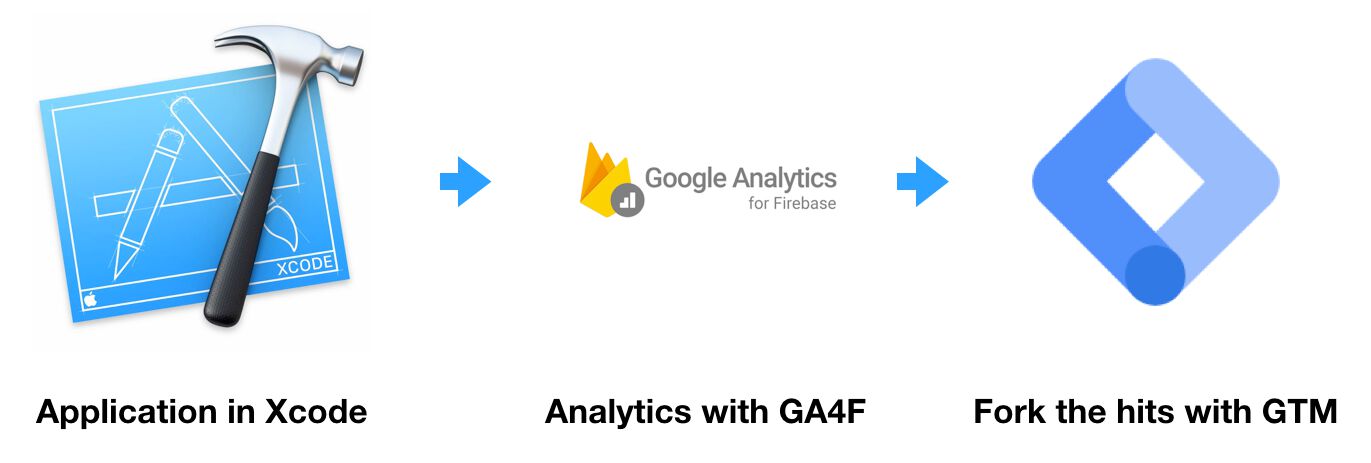 XCODE
Google Analytics
for Firebase
Application in Xcode
Analytics with GA4F
Fork the hits with GTM